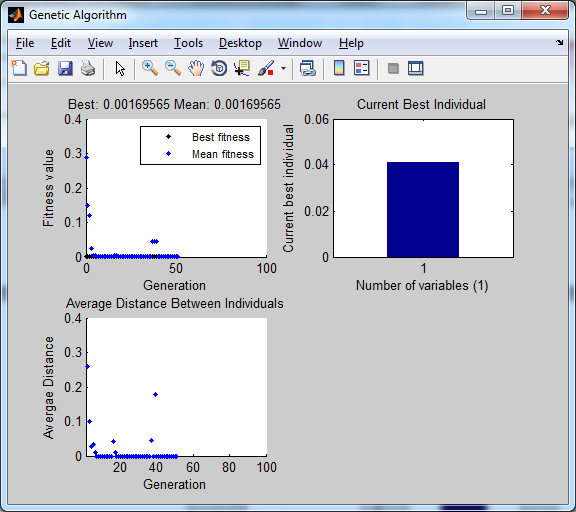 Genetic Algorithm
File Edit View Insert Tools Desktop Window Help
Best: 0.00169565 Mean: 0.00169565
0.4
0.3
0.2
0.1
0
Fitness value
Best fitness
Mean fitness
0 50 100
Generation
Current Best Individual
0.06
0.04
0.02
0
Current best individual
1
Number of variables (1)
Average Distance Between Individuals
0.4
0.3
0.2
0.1
0
Avergae Distance
20 40 60 80 100
Generation